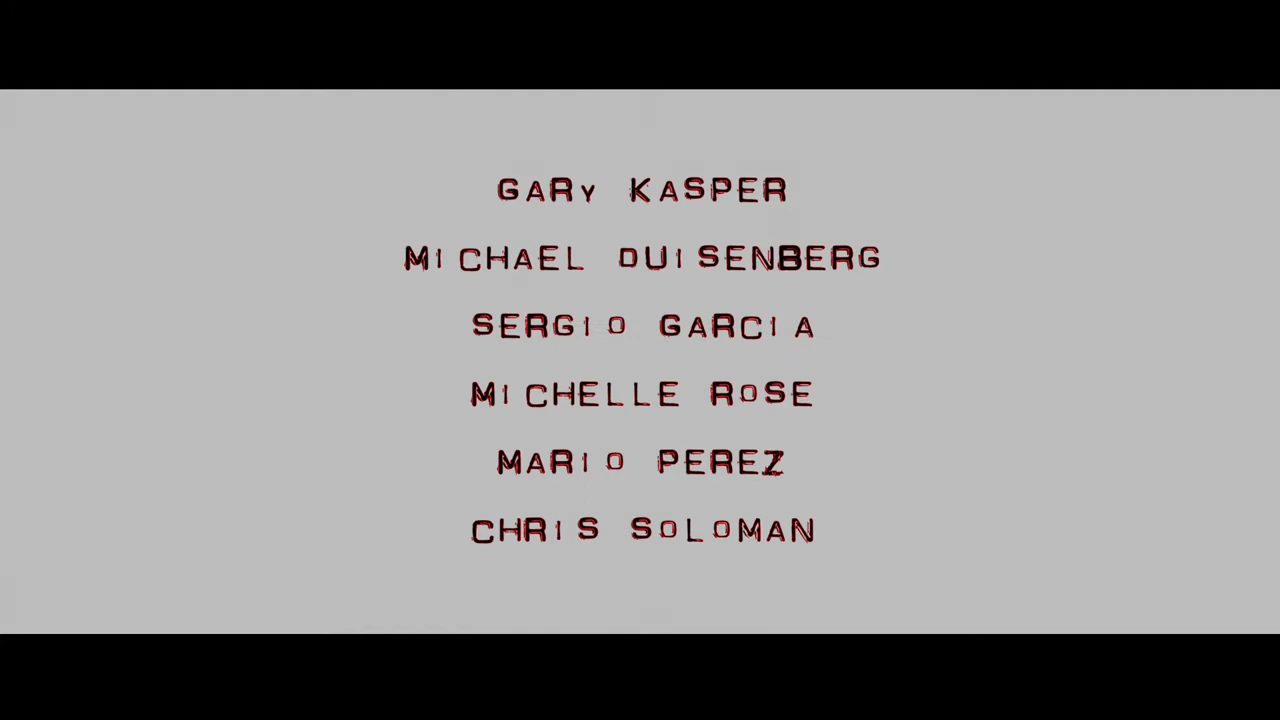 GARY KASPER
MICHAEL DUISENBERG
SERGIO GARCIA
MICHELLE ROSE
MARIO PEREZ
CHRIS SOLOMAN